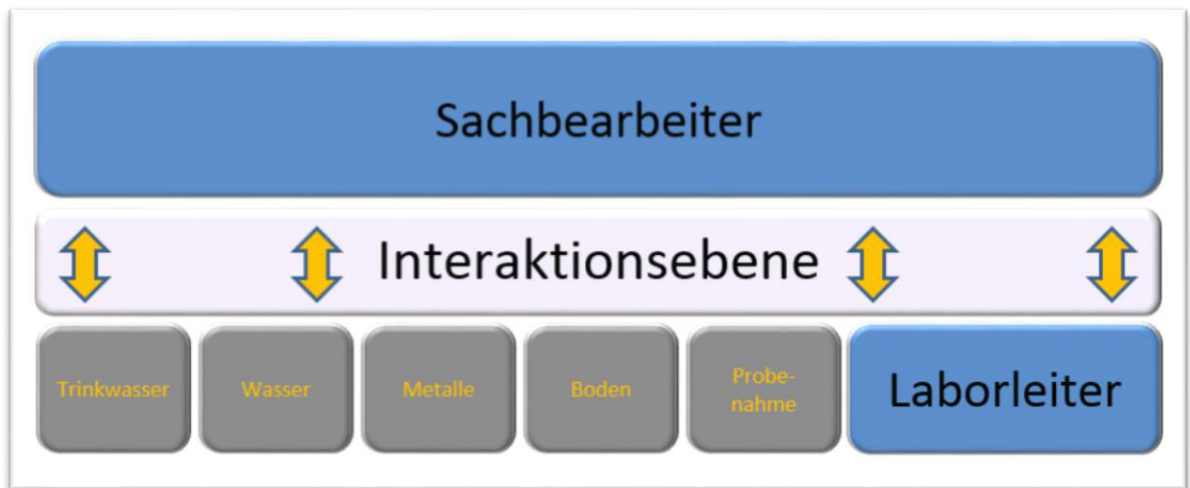 Sachbearbeiter
Interaktionsebene
Trinkwasser
Wasser
Metalle
Boden
Probe-
nahme
Laborleiter